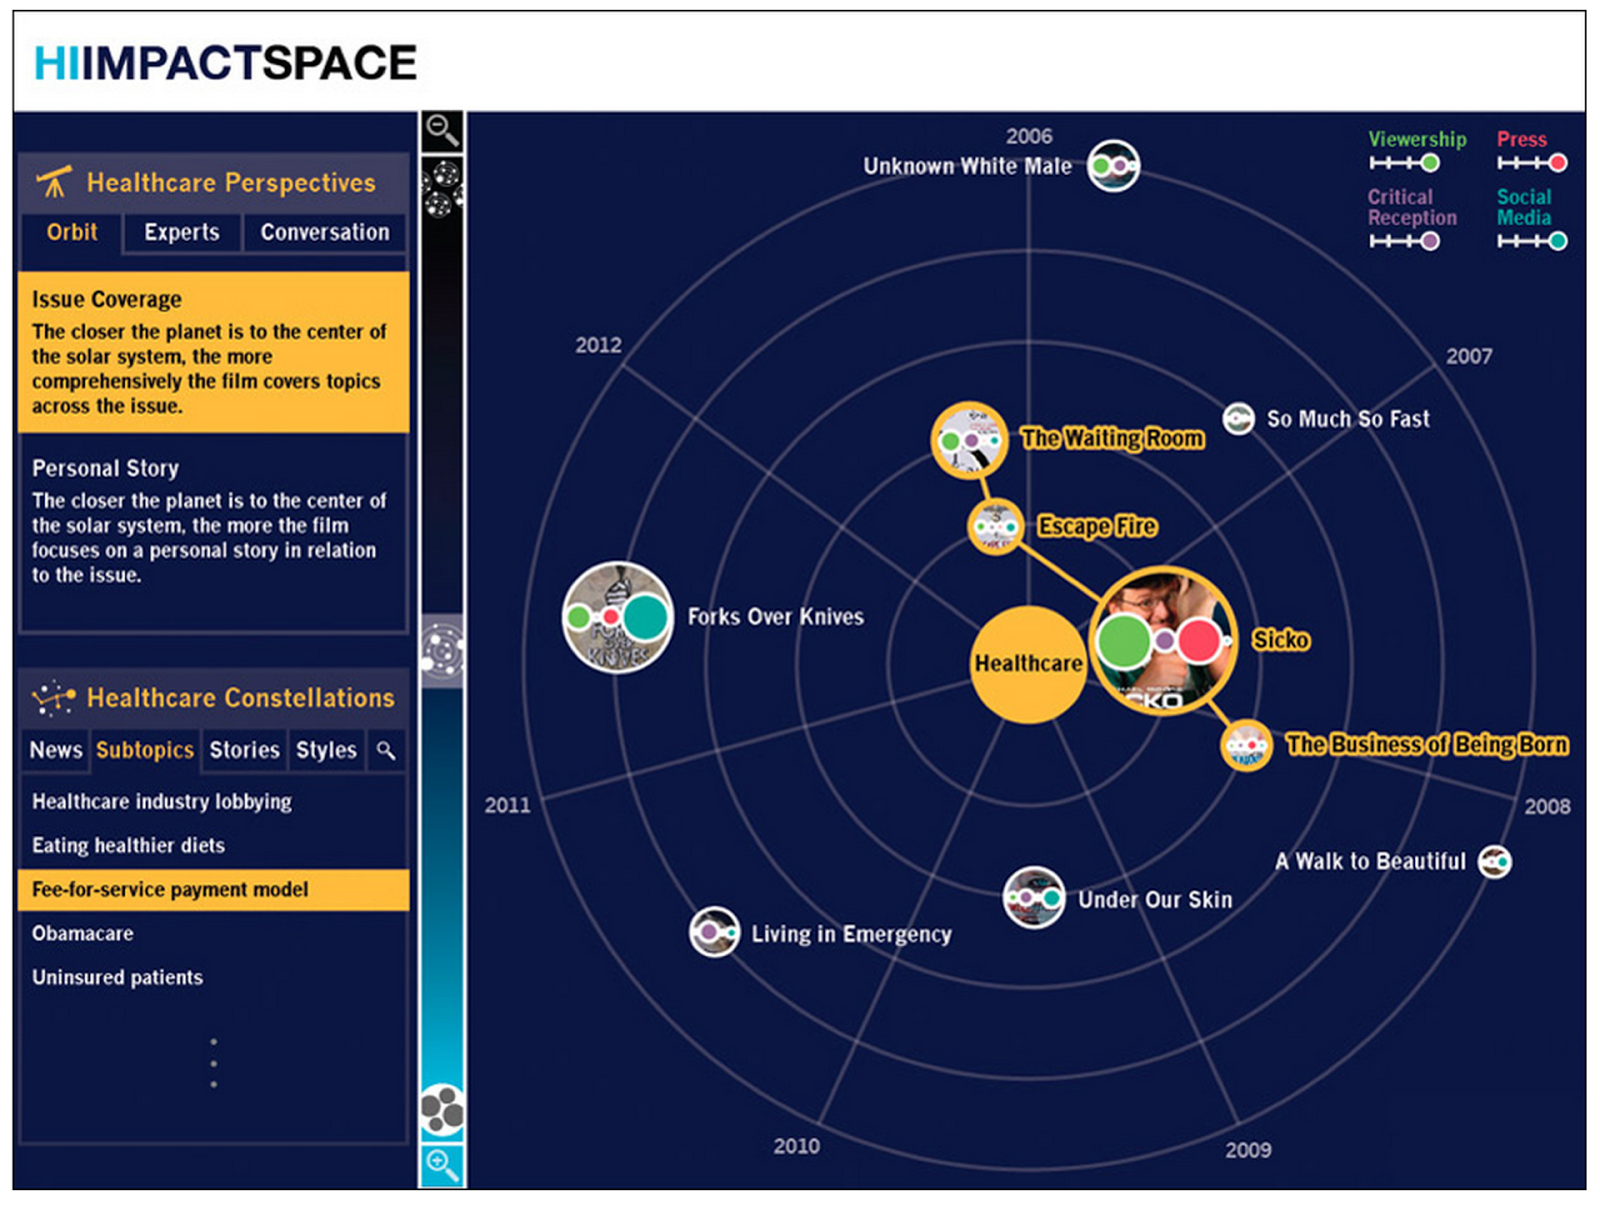 HIIMPACTSPACE
Healthcare Perspectives
Orbit
Experts
Conversation
Issue Coverage
The closer the planet is to the center of
the solar system, the more
comprehensively the film covers topics
across the issue.
Personal Story
The closer the planet is to the center of
the solar system, the more the film
focuses on a personal story in relation
to the issue.
Healthcare Constellations
News
Subtopics
Stories
Styles
Healthcare industry lobbying
Eating healthier diets
Fee-for-service payment model
Obamacare
Uninsured patients
2006
Unknown White Male
Viewership
Press
Critical
Reception
Social
Media
2012
2007
So Much So Fast
The Waiting Room
Escape Fire
Forks Over Knives
KNIVES
Healthcare
Sicko
CKO
The Business of Being Born
2011
2008
A Walk to Beautiful
Under Our Skin
Living in Emergency
2010
2009